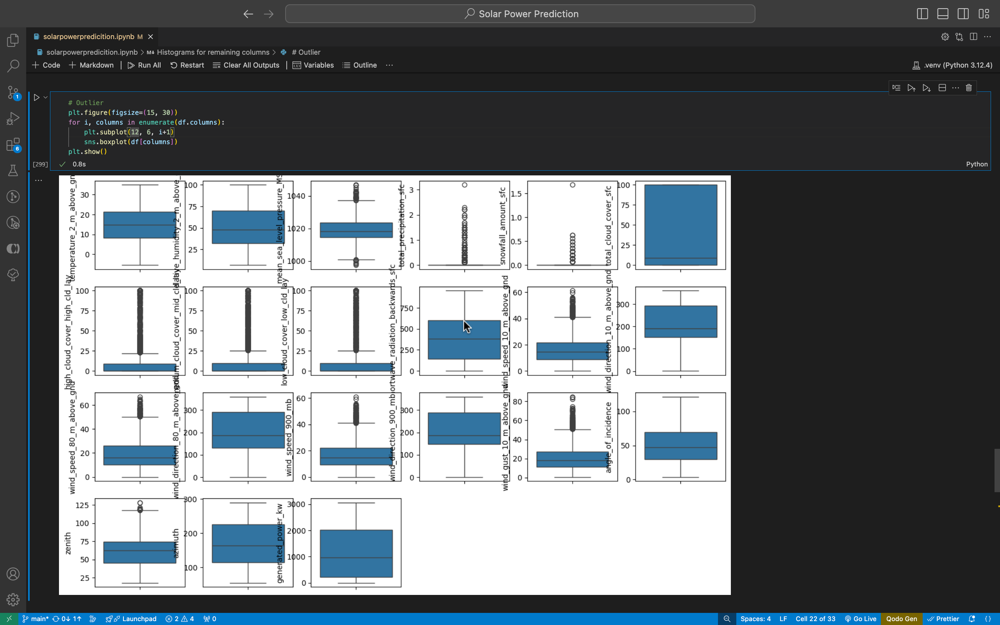 Solar Power Prediction
solarpowerpredicition.ipynb M
solarpowerpredicition.ipynb > M↓ Histograms for remaining columns > # Outlier
+ Code + Markdown | Run All Restart Clear All Outputs | Variables Outline ...
.venv (Python 3.12.4)
1
6
# Outlier
plt.figure(figsize=(15, 30))
for i, columns in enumerate(df.columns):
    plt.subplot(12, 6, i+1)
    sns.boxplot(df[columns])
plt.show()
[299] ✓ 0.8s
Python
temperature_2_m_above_gn
30
20
10
0
relative_humidity_2_m_above_
100
75
50
25
mean_sea_level_pressure_MS
1040
1020
1000
total_precipitation_sfc
3
2
1
0
snowfall_amount_sfc
1.5
1.0
0.5
0.0
total_cloud_cover_sfc
100
75
50
25
0
high_cloud_cover_high_cld_lay
100
75
50
25
0
medium_cloud_cover_mid_cld_lay
100
75
50
25
0
low_cloud_cover_low_cld_lay
100
75
50
25
0
shortwave_radiation_backwards_sfc
750
500
250
0
wind_speed_10_m_above_gnd
60
40
20
0
wind_direction_10_m_above_gnd
300
200
100
0
wind_speed_80_m_above_gnd
60
40
20
0
wind_direction_80_m_above_gnd
300
200
100
0
wind_speed_900_mb
60
40
20
0
wind_direction_900_mb
300
200
100
0
wind_gust_10_m_above_gnd
80
60
40
20
0
angle_of_incidence
100
50
0
zenith
125
100
75
50
25
azimuth
300
200
100
generated_power_kw
3000
2000
1000
0
main* 0↓ 1↑ Launchpad 2 4 0
Spaces: 4 LF Cell 22 of 33 Go Live Qodo Gen Prettier {}